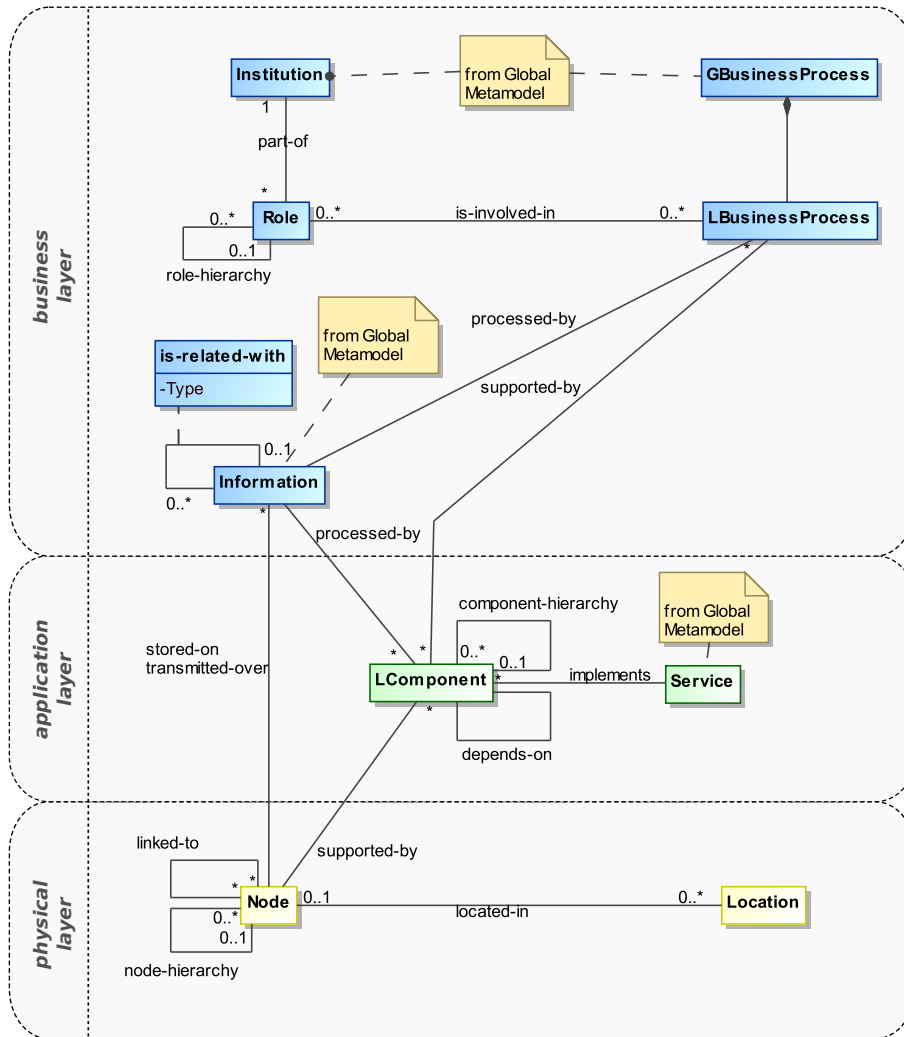 business
layer
Institution
from Global
Metamodel
GBusinessProcess
1
part-of
*
0..*
Role
0..*
is-involved-in
0..*
LBusinessProcess
0..1
*
role-hierarchy
from Global
Metamodel
processed-by
is-related-with
-Type
supported-by
0..1
Information
0..*
*
processed-by
application
layer
component-hierarchy
from Global
Metamodel
stored-on
transmitted-over
*
*
0..*
0..1
LComponent
*
implements
Service
*
depends-on
physical
layer
linked-to
supported-by
*
*
Node
0..1
located-in
0..*
Location
0..*
0..1
node-hierarchy